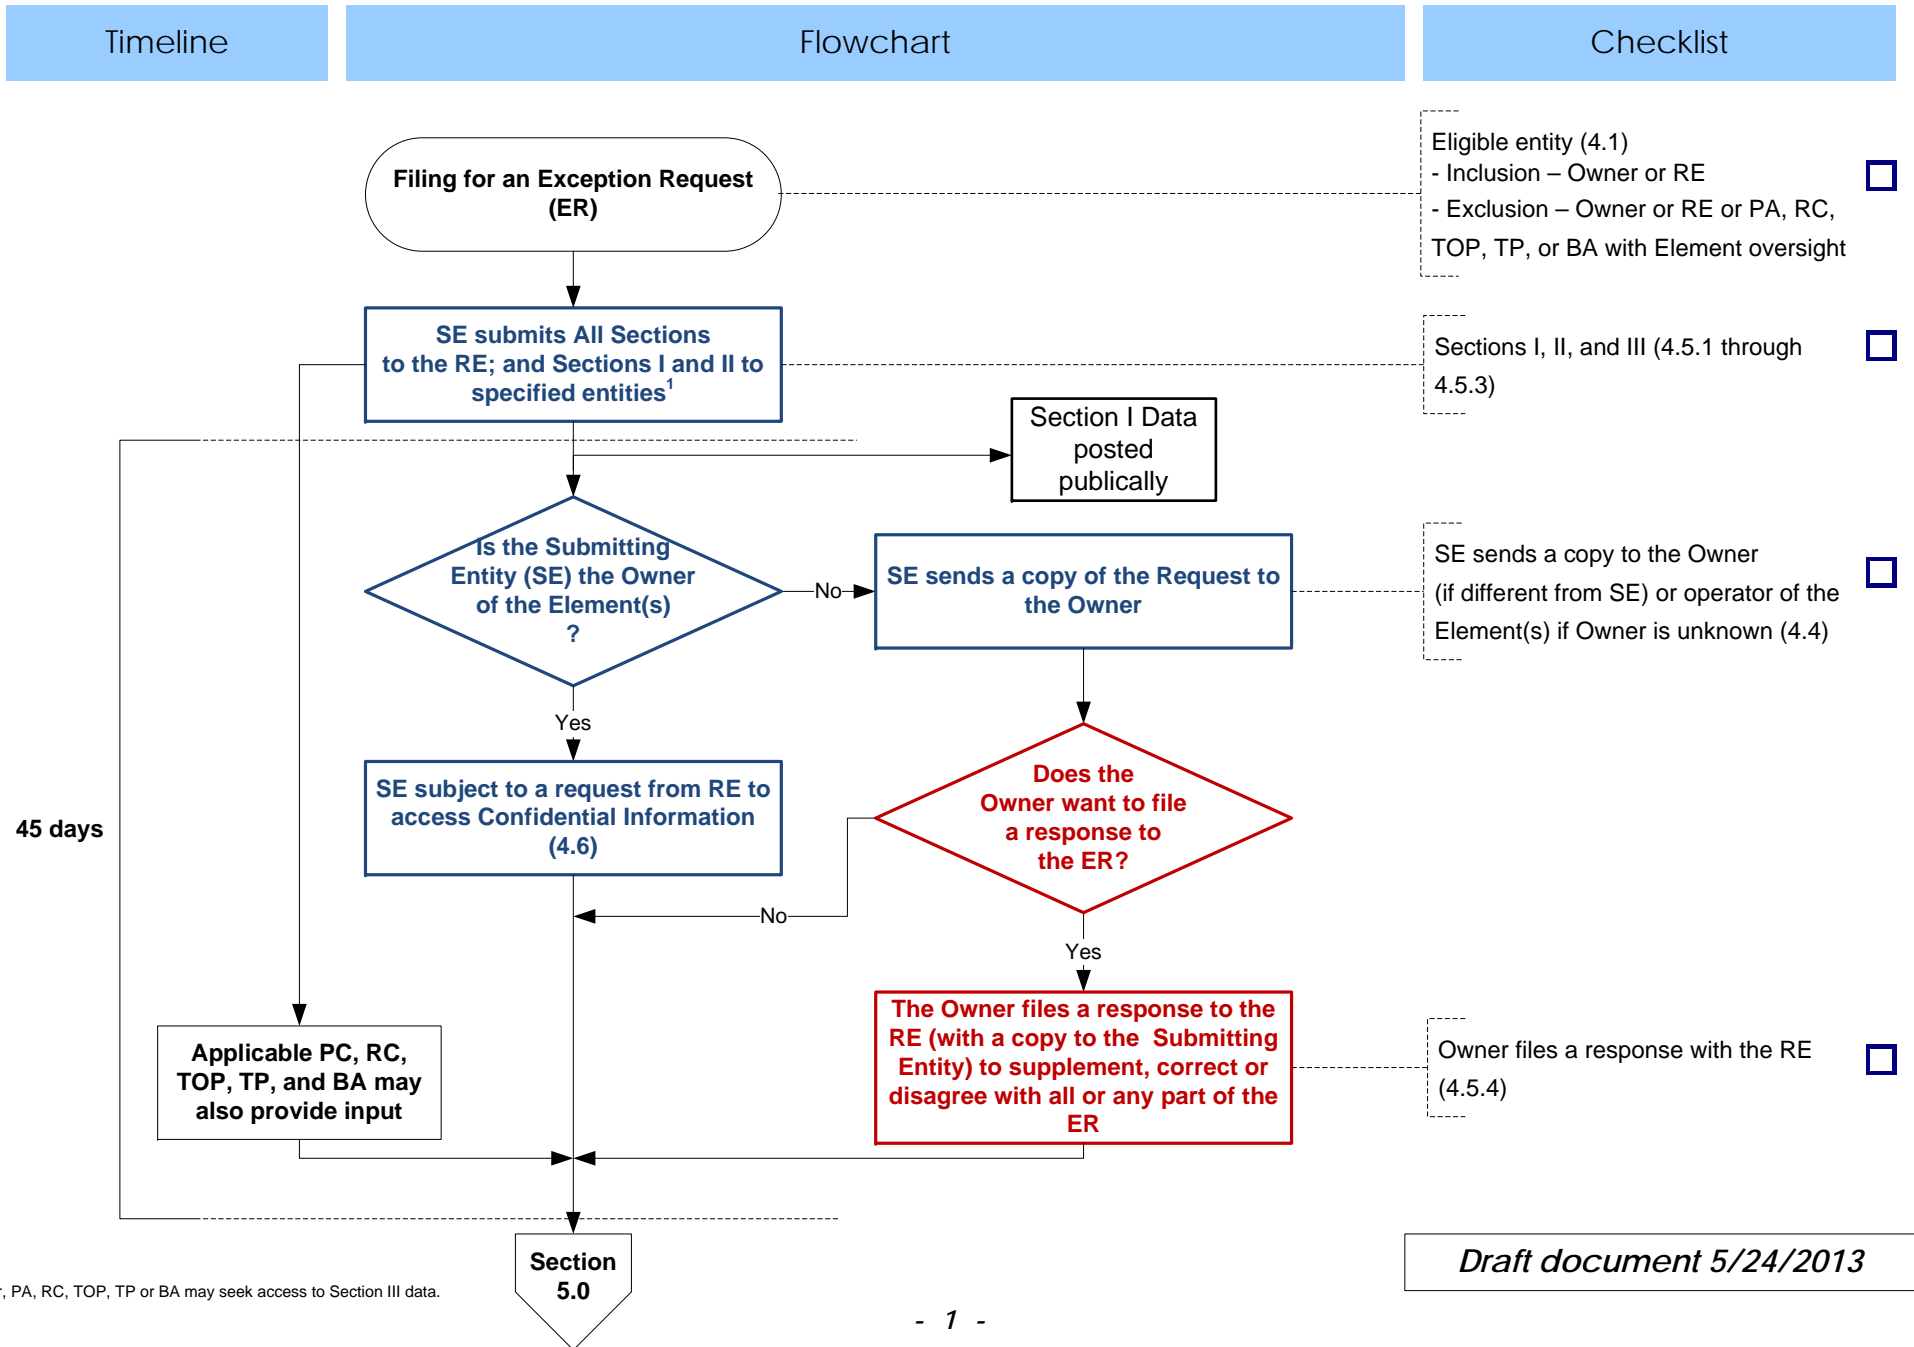 Timeline
Flowchart
Checklist
Filing for an Exception Request
(ER)
Eligible entity (4.1)
- Inclusion – Owner or RE
- Exclusion – Owner or RE or PA, RC,
TOP, TP, or BA with Element oversight
SE submits All Sections
to the RE; and Sections I and II to
specified entities1
Sections I, II, and III (4.5.1 through
4.5.3)
Section I Data
posted
publically
Is the Submitting
Entity (SE) the Owner
of the Element(s)
?
No
SE sends a copy of the Request to
the Owner
SE sends a copy to the Owner
(if different from SE) or operator of the
Element(s) if Owner is unknown (4.4)
Yes
SE subject to a request from RE to
access Confidential Information
(4.6)
Does the
Owner want to file
a response to
the ER?
45 days
No
Yes
The Owner files a response to the
RE (with a copy to the Submitting
Entity) to supplement, correct or
disagree with all or any part of the
ER
Owner files a response with the RE
(4.5.4)
Applicable PC, RC,
TOP, TP, and BA may
also provide input
Section
5.0
Draft document 5/24/2013
, PA, RC, TOP, TP or BA may seek access to Section III data.
- 1 -